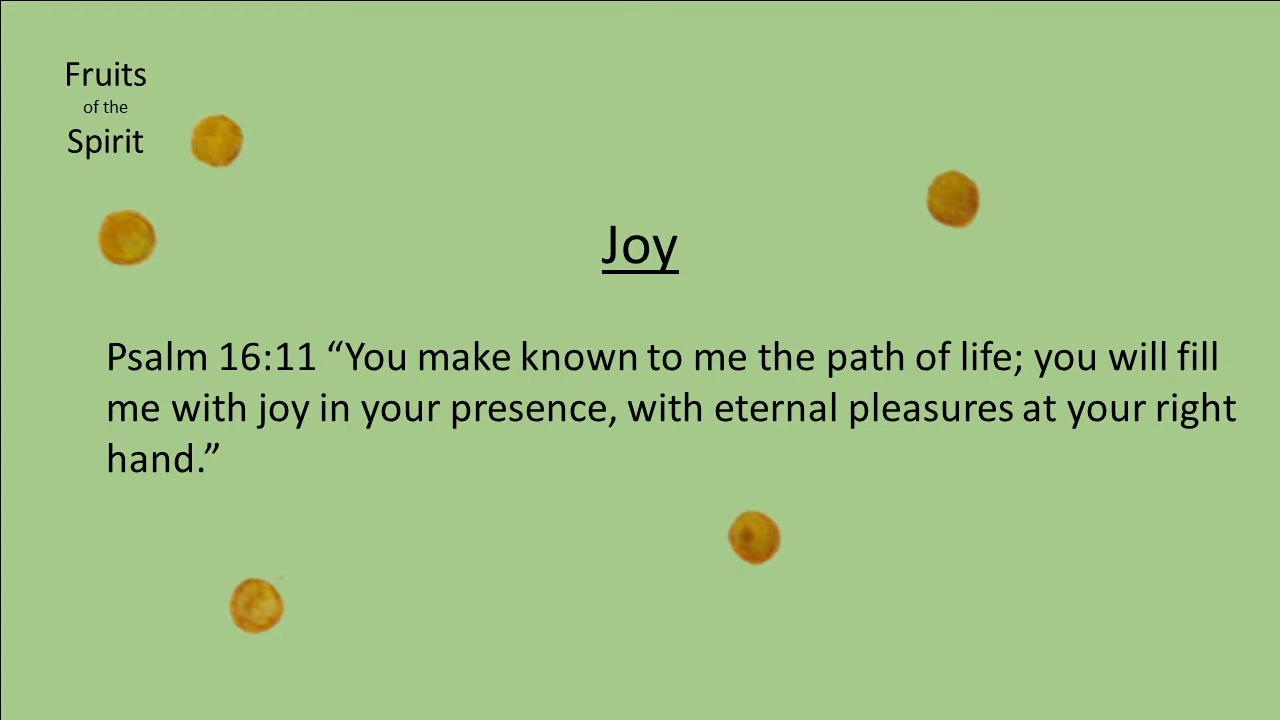 Fruits
of the
Spirit
Joy
Psalm 16:11 “You make known to me the path of life; you will fill
me with joy in your presence, with eternal pleasures at your right
hand.”